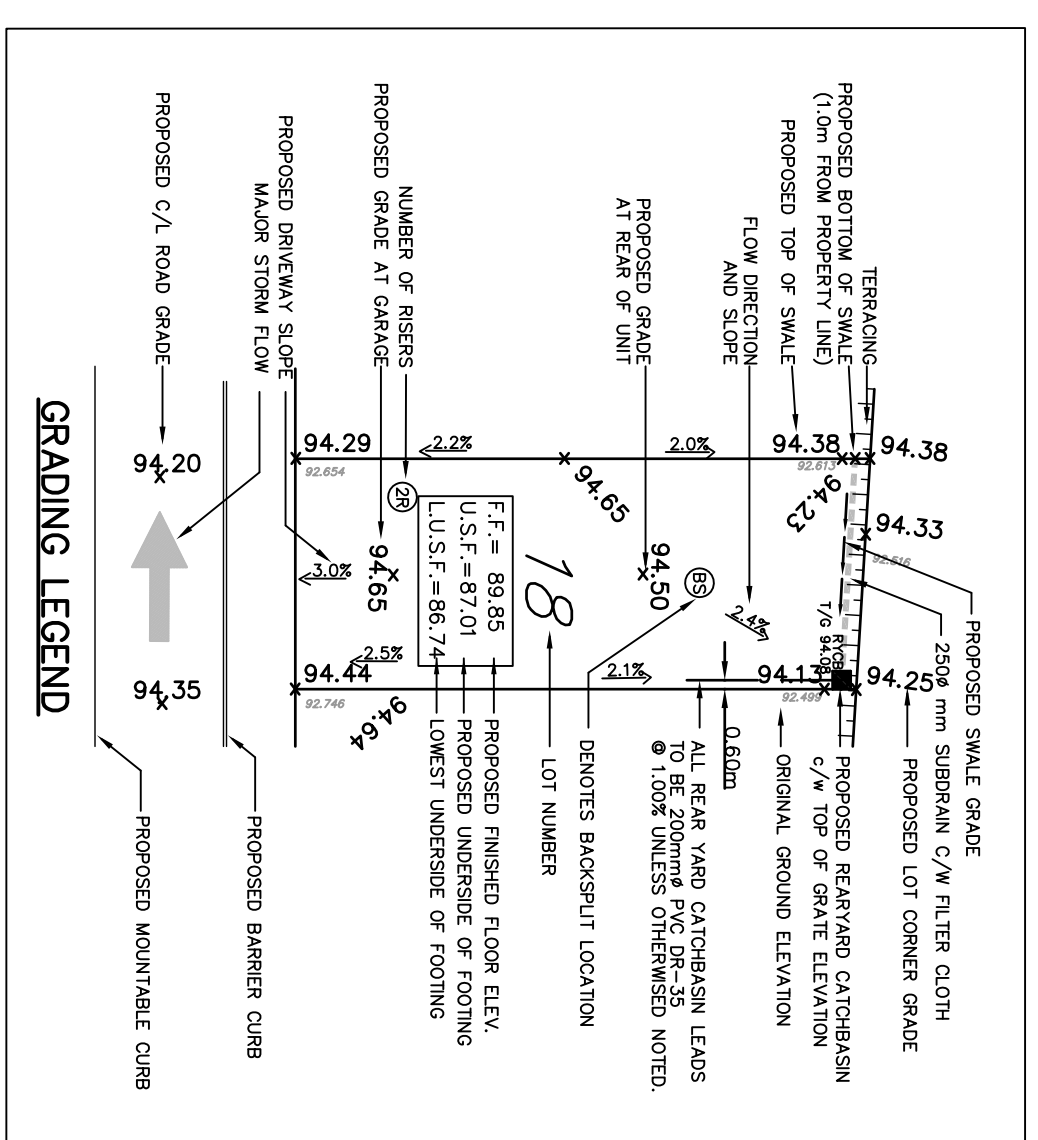 GRADING LEGEND
TERRACING
PROPOSED BOTTOM OF SWALE
(1.0m FROM PROPERTY LINE)
PROPOSED TOP OF SWALE
FLOW DIRECTION
AND SLOPE
PROPOSED GRADE
AT REAR OF UNIT
NUMBER OF RISERS
PROPOSED GRADE AT GARAGE
PROPOSED DRIVEWAY SLOPE
MAJOR STORM FLOW
PROPOSED C/L ROAD GRADE
94.38
94.38
92.613
94.23
94.33
92.516
2.0%
94.65
2.2%
94.29
92.654
94.50
BS
2.4%
RYCB
T/G 94.08
94.13
94.25
92.499
0.60m
2.1%
18
F.F.= 89.85
U.S.F.=87.01
L.U.S.F.=86.74
2R
94.65
3.0%
2.5%
94.44
92.746
94.64
94.20
94.35
PROPOSED SWALE GRADE
250ø mm SUBDRAIN C/W FILTER CLOTH
PROPOSED LOT CORNER GRADE
PROPOSED REARYARD CATCHBASIN
c/w TOP OF GRATE ELEVATION
ORIGINAL GROUND ELEVATION
ALL REAR YARD CATCHBASIN LEADS
TO BE 200mmø PVC DR-35
@ 1.00% UNLESS OTHERWISED NOTED.
DENOTES BACKSPLIT LOCATION
LOT NUMBER
PROPOSED FINISHED FLOOR ELEV.
PROPOSED UNDERSIDE OF FOOTING
LOWEST UNDERSIDE OF FOOTING
PROPOSED BARRIER CURB
PROPOSED MOUNTABLE CURB